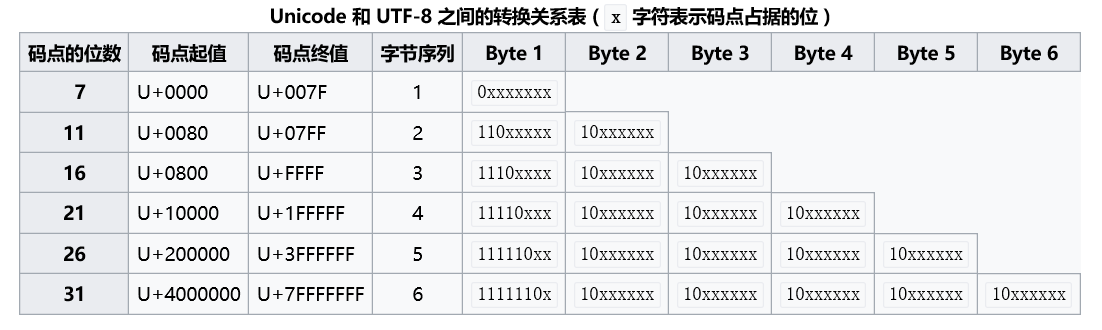 Unicode 和 UTF-8 之间的转换关系表（ x 字符表示码点占据的位）
码点的位数 码点起值 码点终值 字节序列 Byte 1 Byte 2 Byte 3 Byte 4 Byte 5 Byte 6
7 U+0000 U+007F 1 0xxxxxxx
11 U+0080 U+07FF 2 110xxxxx 10xxxxxx
16 U+0800 U+FFFF 3 1110xxxx 10xxxxxx 10xxxxxx
21 U+10000 U+1FFFFF 4 11110xxx 10xxxxxx 10xxxxxx 10xxxxxx
26 U+200000 U+3FFFFFF 5 111110xx 10xxxxxx 10xxxxxx 10xxxxxx 10xxxxxx
31 U+4000000 U+7FFFFFFF 6 1111110x 10xxxxxx 10xxxxxx 10xxxxxx 10xxxxxx 10xxxxxx